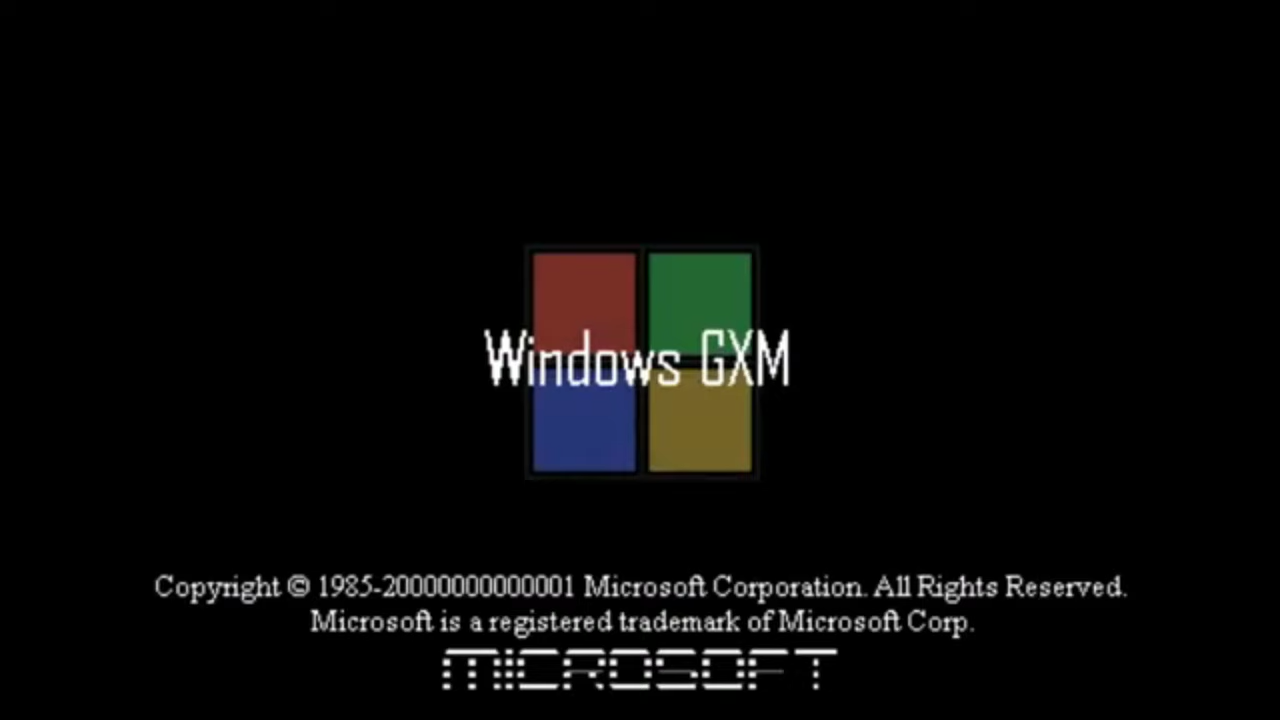 Windows GXM
Copyright © 1985-20000000000001 Microsoft Corporation. All Rights Reserved.
Microsoft is a registered trademark of Microsoft Corp.
MICROSOFT